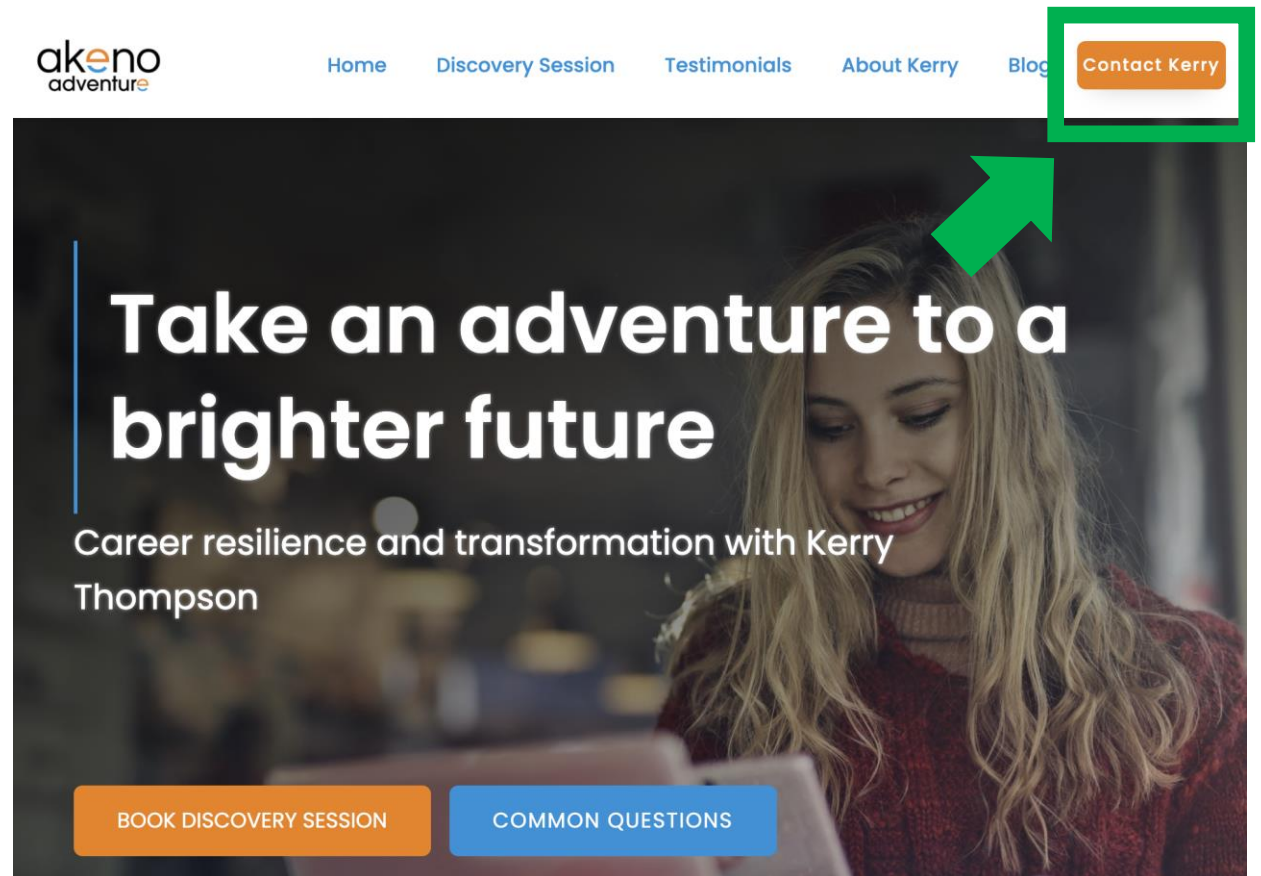 akeno
adventure
Home Discovery Session Testimonials About Kerry Blog Contact Kerry
Take an adventure to a
brighter future
Career resilience and transformation with Kerry
Thompson
BOOK DISCOVERY SESSION COMMON QUESTIONS